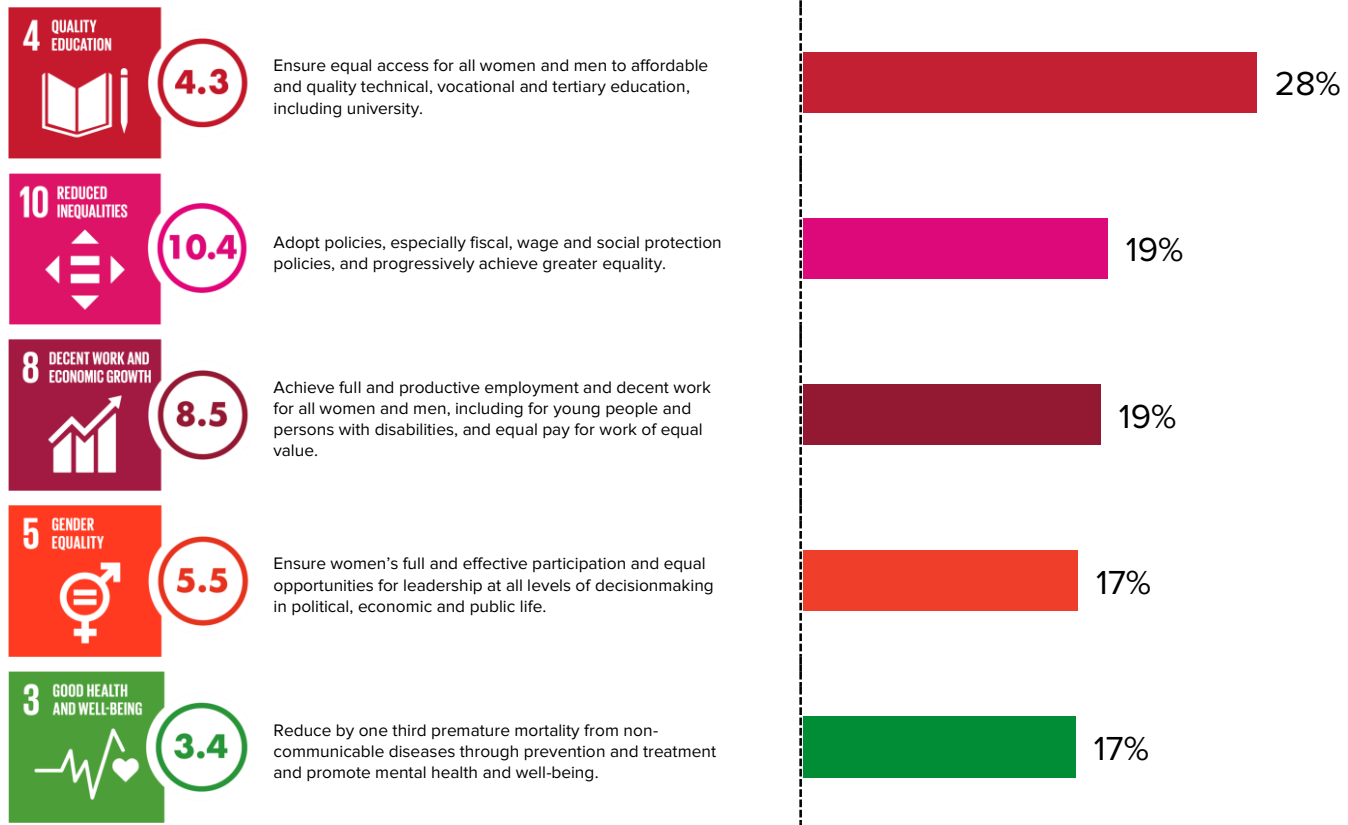 4 QUALITY
EDUCATION
4.3
Ensure equal access for all women and men to affordable
and quality technical, vocational and tertiary education,
including university.
28%
10 REDUCED
INEQUALITIES
10.4
Adopt policies, especially fiscal, wage and social protection
policies, and progressively achieve greater equality.
19%
8 DECENT WORK AND
ECONOMIC GROWTH
8.5
Achieve full and productive employment and decent work
for all women and men, including for young people and
persons with disabilities, and equal pay for work of equal
value.
19%
5 GENDER
EQUALITY
5.5
Ensure women’s full and effective participation and equal
opportunities for leadership at all levels of decisionmaking
in political, economic and public life.
17%
3 GOOD HEALTH
AND WELL-BEING
3.4
Reduce by one third premature mortality from non-
communicable diseases through prevention and treatment
and promote mental health and well-being.
17%